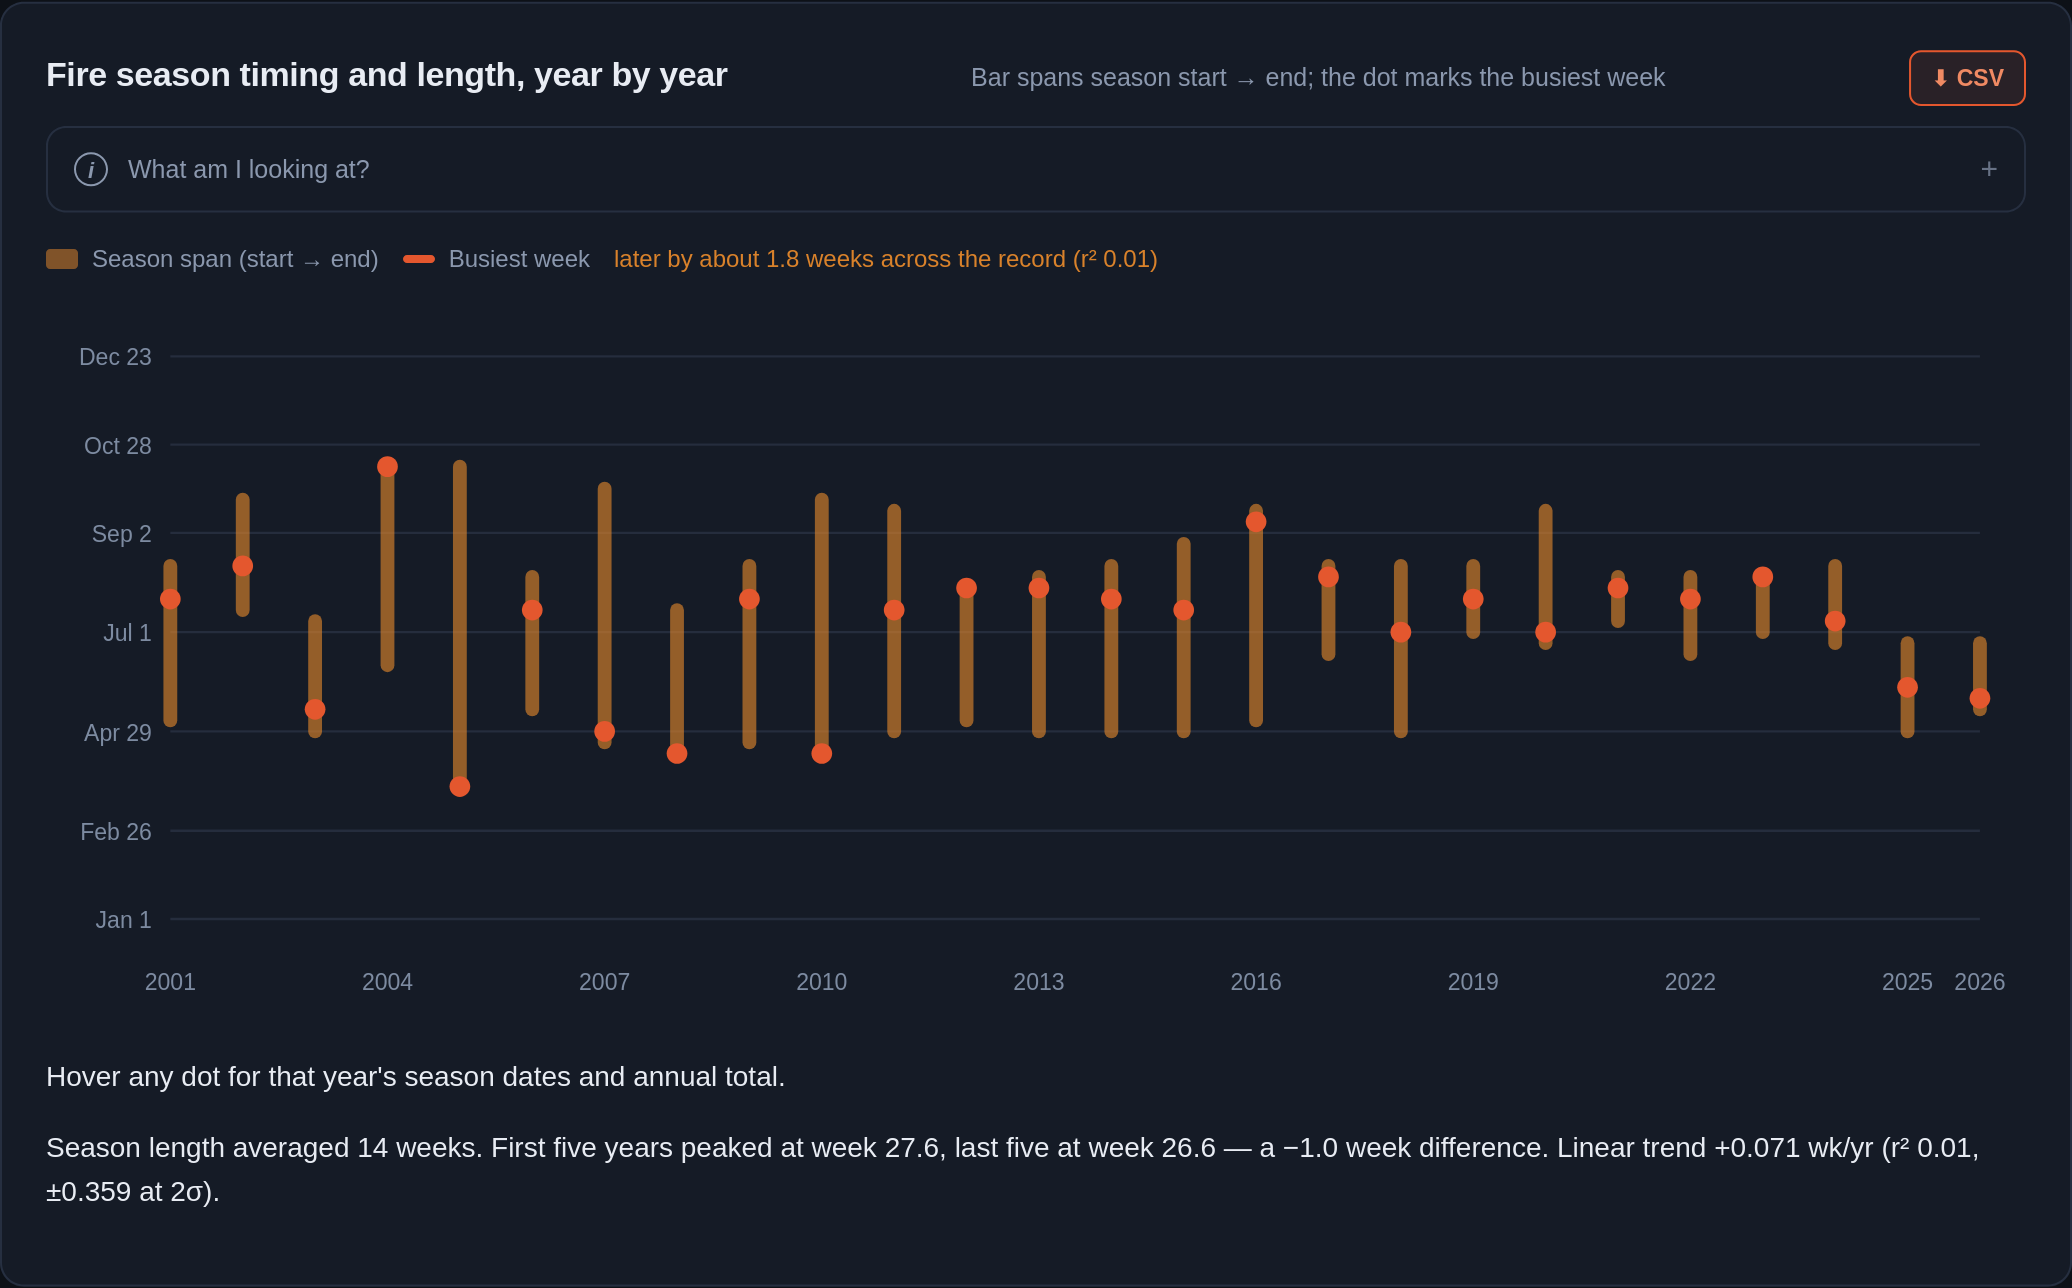 Fire season timing and length, year by year
Bar spans season start → end; the dot marks the busiest week
⬇ CSV
i What am I looking at? +
Season span (start → end) Busiest week later by about 1.8 weeks across the record (r² 0.01)
Dec 23
Oct 28
Sep 2
Jul 1
Apr 29
Feb 26
Jan 1
2001 2004 2007 2010 2013 2016 2019 2022 2025 2026
Hover any dot for that year's season dates and annual total.
Season length averaged 14 weeks. First five years peaked at week 27.6, last five at week 26.6 — a −1.0 week difference. Linear trend +0.071 wk/yr (r² 0.01,
±0.359 at 2σ).